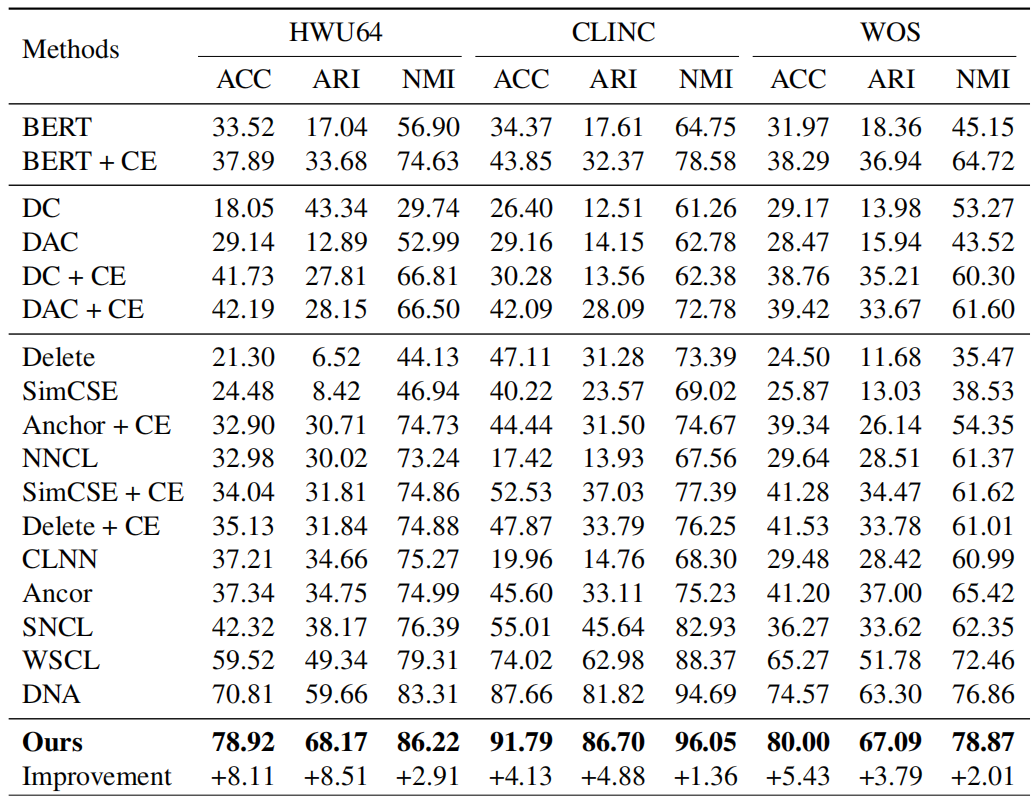 HWU64 CLINC WOS
Methods
ACC ARI NMI ACC ARI NMI ACC ARI NMI
BERT 33.52 17.04 56.90 34.37 17.61 64.75 31.97 18.36 45.15
BERT + CE 37.89 33.68 74.63 43.85 32.37 78.58 38.29 36.94 64.72
DC 18.05 43.34 29.74 26.40 12.51 61.26 29.17 13.98 53.27
DAC 29.14 12.89 52.99 29.16 14.15 62.78 28.47 15.94 43.52
DC + CE 41.73 27.81 66.81 30.28 13.56 62.38 38.76 35.21 60.30
DAC + CE 42.19 28.15 66.50 42.09 28.09 72.78 39.42 33.67 61.60
Delete 21.30 6.52 44.13 47.11 31.28 73.39 24.50 11.68 35.47
SimCSE 24.48 8.42 46.94 40.22 23.57 69.02 25.87 13.03 38.53
Anchor + CE 32.90 30.71 74.73 44.44 31.50 74.67 39.34 26.14 54.35
NNCL 32.98 30.02 73.24 17.42 13.93 67.56 29.64 28.51 61.37
SimCSE + CE 34.04 31.81 74.86 52.53 37.03 77.39 41.28 34.47 61.62
Delete + CE 35.13 31.84 74.88 47.87 33.79 76.25 41.53 33.78 61.01
CLNN 37.21 34.66 75.27 19.96 14.76 68.30 29.48 28.42 60.99
Ancor 37.34 34.75 74.99 45.60 33.11 75.23 41.20 37.00 65.42
SNCL 42.32 38.17 76.39 55.01 45.64 82.93 36.27 33.62 62.35
WSCL 59.52 49.34 79.31 74.02 62.98 88.37 65.27 51.78 72.46
DNA 70.81 59.66 83.31 87.66 81.82 94.69 74.57 63.30 76.86
Ours 78.92 68.17 86.22 91.79 86.70 96.05 80.00 67.09 78.87
Improvement +8.11 +8.51 +2.91 +4.13 +4.88 +1.36 +5.43 +3.79 +2.01